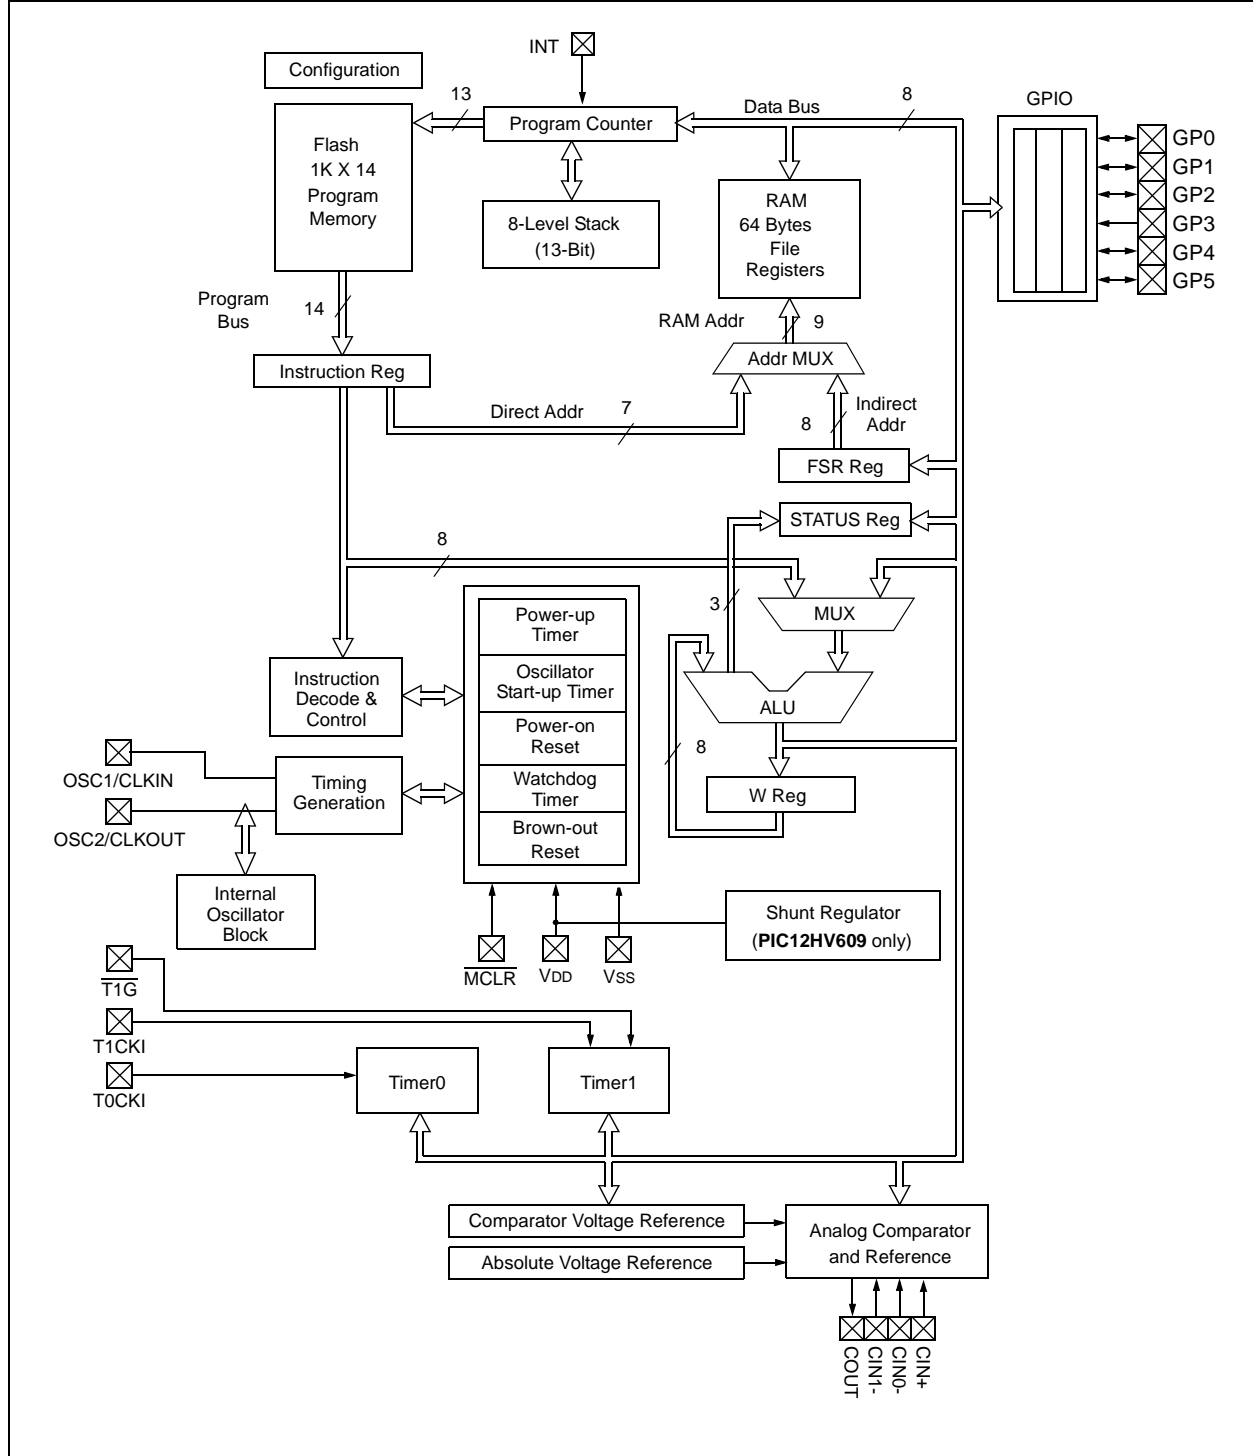 INT
Configuration
13
Data Bus
8
GPIO
Program Counter
Flash
1K X 14
Program
Memory
GP0
GP1
GP2
GP3
GP4
GP5
8-Level Stack
(13-Bit)
RAM
64 Bytes
File
Registers
Program
Bus
14
RAM Addr
9
Addr MUX
Instruction Reg
Direct Addr
7
Indirect
Addr
8
FSR Reg
STATUS Reg
8
3
MUX
Power-up
Timer
Oscillator
Start-up Timer
Power-on
Reset
Watchdog
Timer
Brown-out
Reset
Instruction
Decode &
Control
ALU
8
W Reg
OSC1/CLKIN
OSC2/CLKOUT
Timing
Generation
Internal
Oscillator
Block
Shunt Regulator
(PIC12HV609 only)
MCLR
VDD
VSS
T1G
T1CKI
T0CKI
Timer0
Timer1
Comparator Voltage Reference
Absolute Voltage Reference
Analog Comparator
and Reference
COUT
CIN1-
CIN0-
CIN+